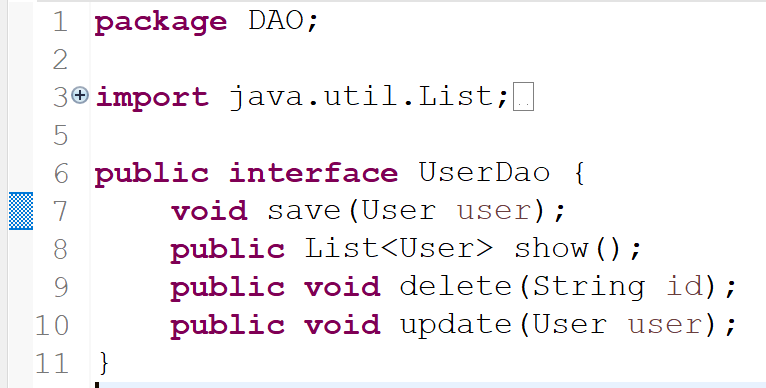 1 package DAO;
2
3 import java.util.List;
5
6 public interface UserDao {
7 void save(User user);
8 public List<User> show();
9 public void delete(String id);
10 public void update(User user);
11 }